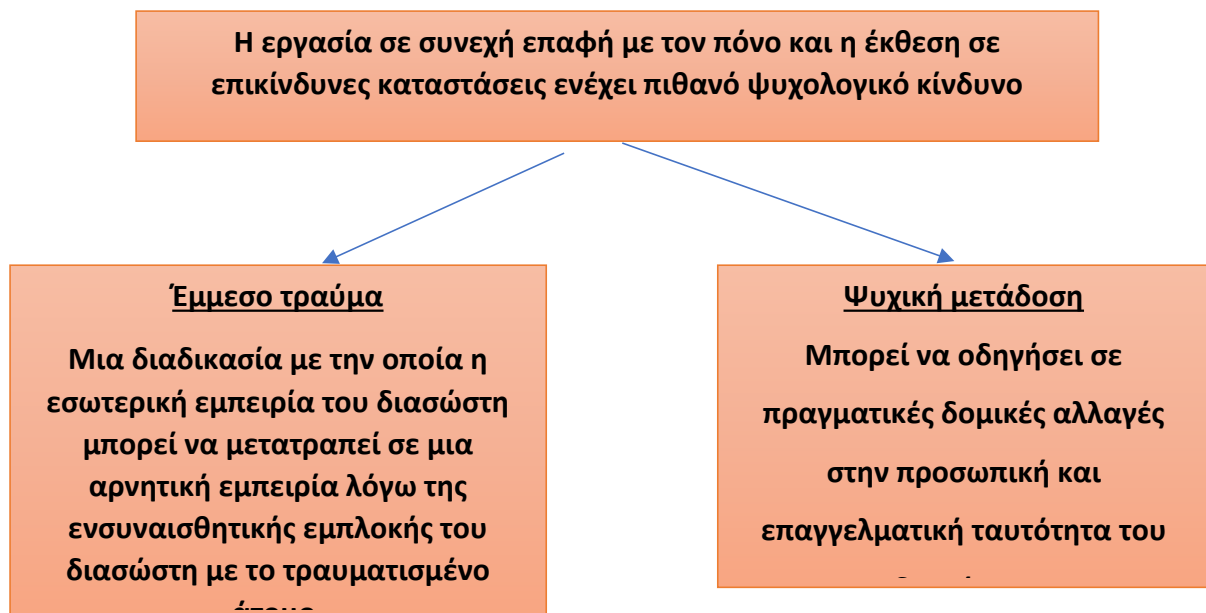 Η εργασία σε συνεχή επαφή με τον πόνο και η έκθεση σε
επικίνδυνες καταστάσεις ενέχει πιθανό ψυχολογικό κίνδυνο
Έμμεσο τραύμα
Μια διαδικασία με την οποία η
εσωτερική εμπειρία του διασώστη
μπορεί να μετατραπεί σε μια
αρνητική εμπειρία λόγω της
ενσυναισθητικής εμπλοκής του
διασώστη με το τραυματισμένο
Ψυχική μετάδοση
Μπορεί να οδηγήσει σε
πραγματικές δομικές αλλαγές
στην προσωπική και
επαγγελματική ταυτότητα του